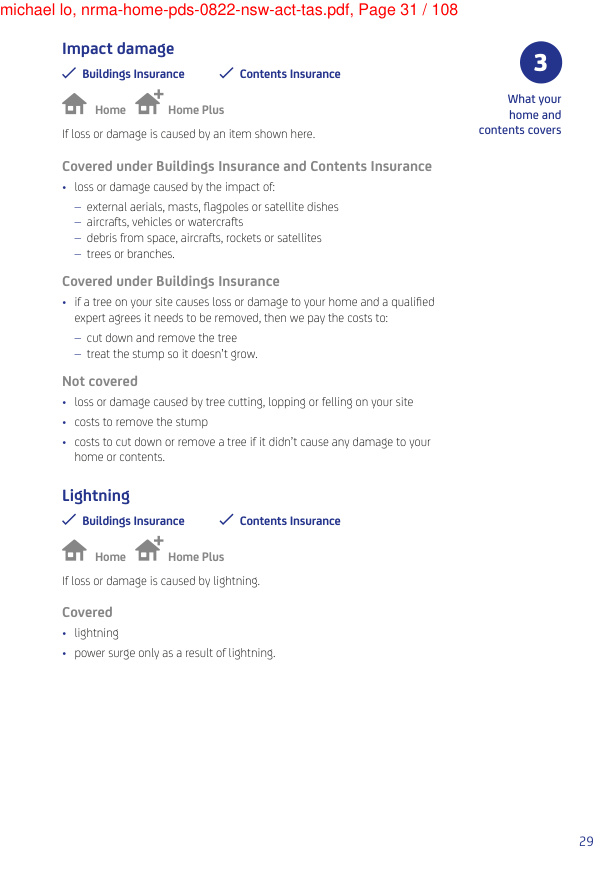 michael lo, nrma-home-pds-0822-nsw-act-tas.pdf, Page 31 / 108
Impact damage
Buildings Insurance Contents Insurance
Home Home Plus
If loss or damage is caused by an item shown here.
3
What your
home and
contents covers
Covered under Buildings Insurance and Contents Insurance
• loss or damage caused by the impact of:
– external aerials, masts, flagpoles or satellite dishes
– aircrafts, vehicles or watercrafts
– debris from space, aircrafts, rockets or satellites
– trees or branches.
Covered under Buildings Insurance
• if a tree on your site causes loss or damage to your home and a qualified
expert agrees it needs to be removed, then we pay the costs to:
– cut down and remove the tree
– treat the stump so it doesn't grow.
Not covered
• loss or damage caused by tree cutting, lopping or felling on your site
• costs to remove the stump
• costs to cut down or remove a tree if it didn't cause any damage to your
home or contents.
Lightning
Buildings Insurance Contents Insurance
Home Home Plus
If loss or damage is caused by lightning.
Covered
• lightning
• power surge only as a result of lightning.
29